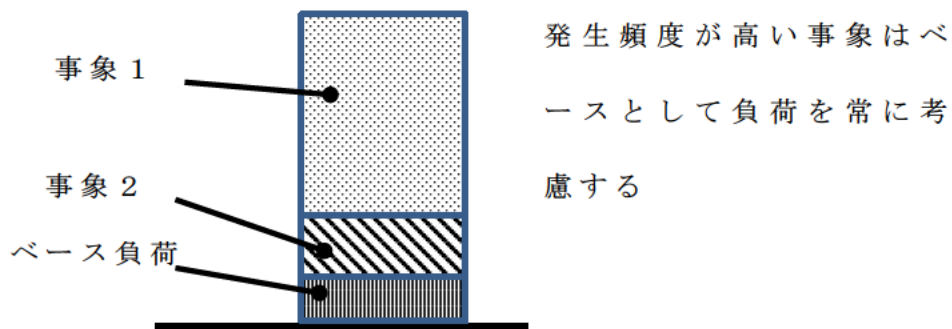 発生頻度が高い事象はベ
事象1
ースとして負荷を常に考
慮する
事象2
ベース負荷